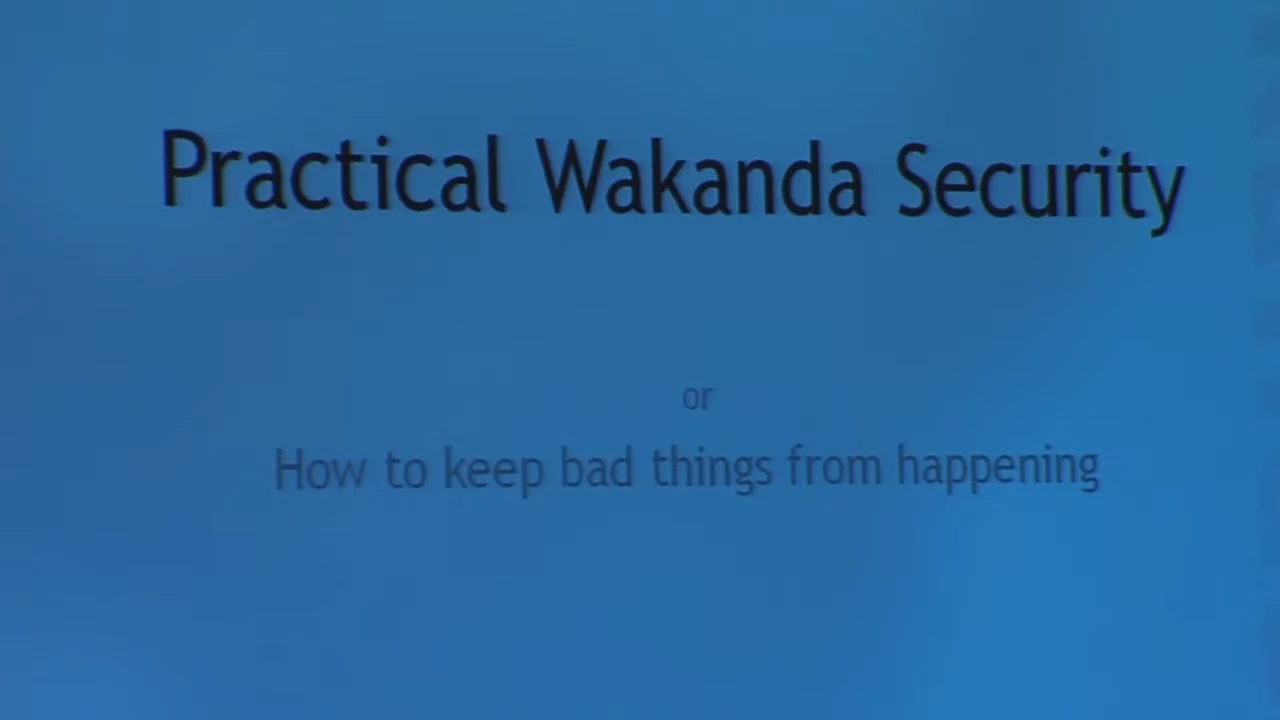 Practical Wakanda Security
or
How to keep bad things from happening